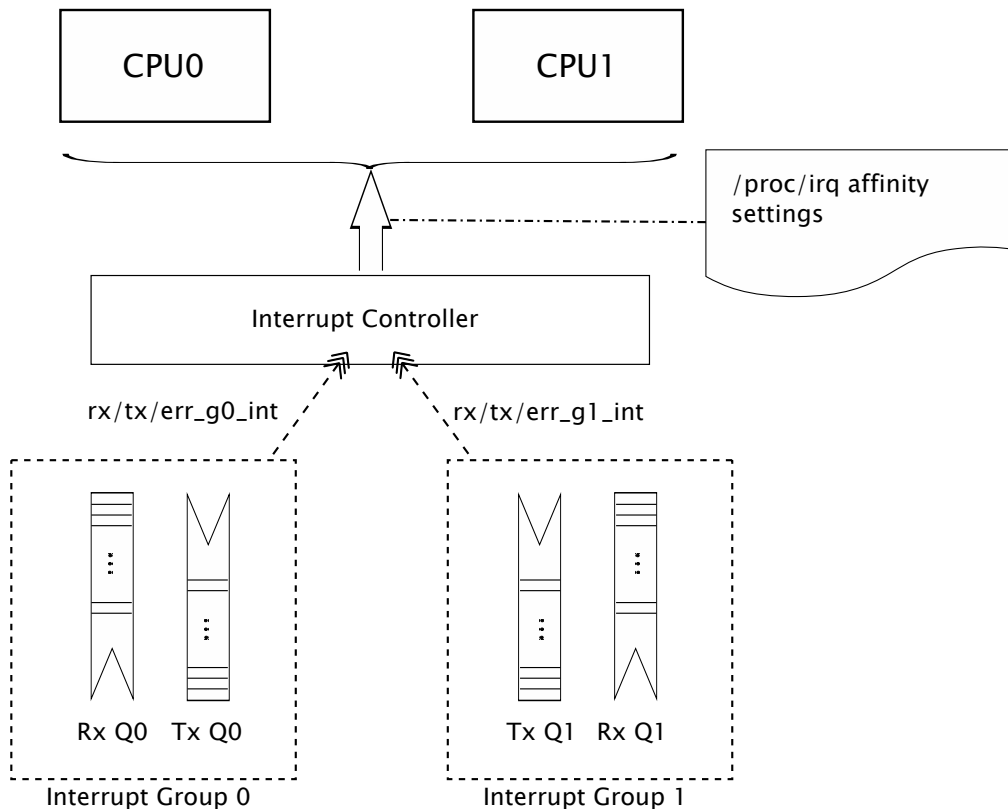 CPU0
CPU1
/proc/irq affinity
settings
Interrupt Controller
rx/tx/err_g0_int
rx/tx/err_g1_int
Rx Q0
Tx Q0
Tx Q1
Rx Q1
Interrupt Group 0
Interrupt Group 1